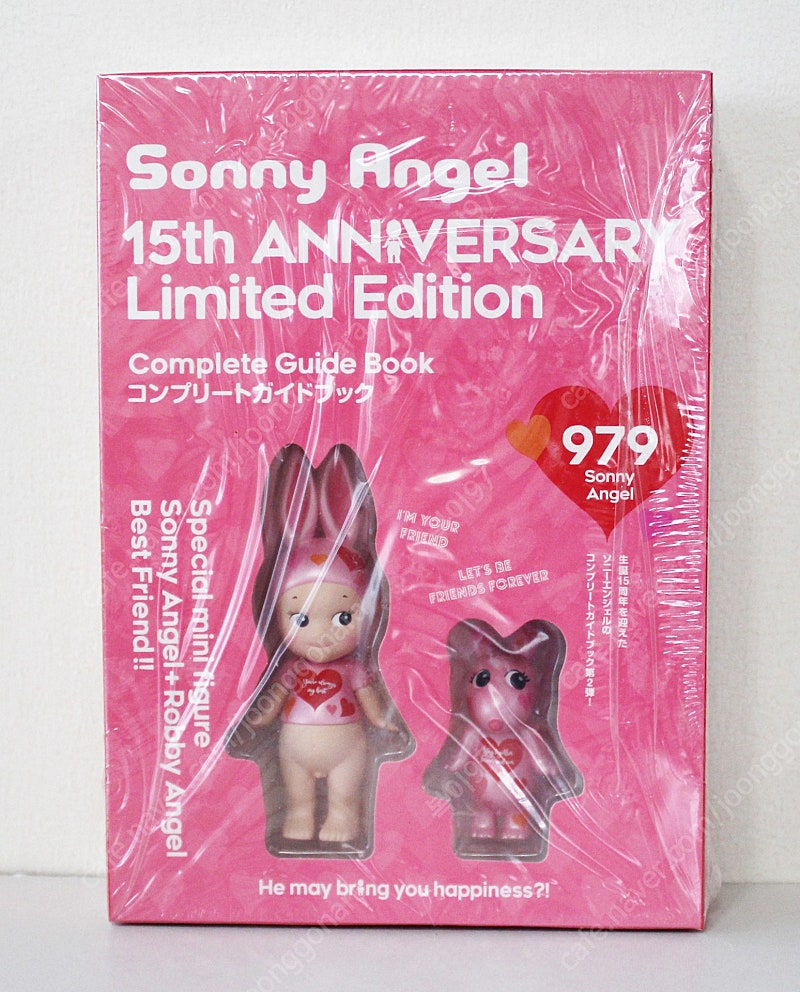 Sonny Angel
15th ANNIVERSARY
Limited Edition
Complete Guide Book
コンプリートガイドブック
979
Sonny
Angel
I'M YOUR
FRIEND
LET'S BE
FRIENDS FOREVER
Special mini figure
Sonny Angel+Robby Angel
Best Friend!!
生誕15周年を迎えた
ソニーエンジェルの
コンプリートガイドブック第2弾!
He may bring you happiness?!